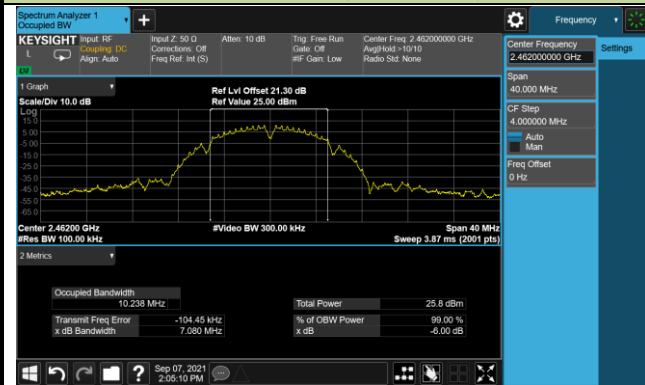 Spectrum Analyzer 1
Occupied BW
+
Frequency
KEYSIGHT
L
Input: RF
Coupling: DC
Align: Auto
Input Z: 50 Ω
Corrections: Off
Freq Ref: Int (S)
Atten: 10 dB
Trig: Free Run
Gate: Off
#IF Gain: Low
Center Freq: 2.462000000 GHz
Avg|Hold:>10/10
Radio Std: None
Center Frequency
2.462000000 GHz
Settings
Span
40.000 MHz
CF Step
4.000000 MHz
Auto
Man
Freq Offset
0 Hz
1 Graph
Scale/Div 10.0 dB
Ref Lvl Offset 21.30 dB
Ref Value 25.00 dBm
Log
15.0
5.00
-5.00
-15.0
-25.0
-35.0
-45.0
-55.0
-65.0
Center 2.46200 GHz
#Video BW 300.00 kHz
Span 40 MHz
#Res BW 100.00 kHz
Sweep 3.87 ms (2001 pts)
2 Metrics
Occupied Bandwidth
10.238 MHz
Total Power 25.8 dBm
Transmit Freq Error -104.45 kHz
% of OBW Power 99.00 %
x dB Bandwidth 7.080 MHz
x dB -6.00 dB
?
Sep 07, 2021
2:05:10 PM